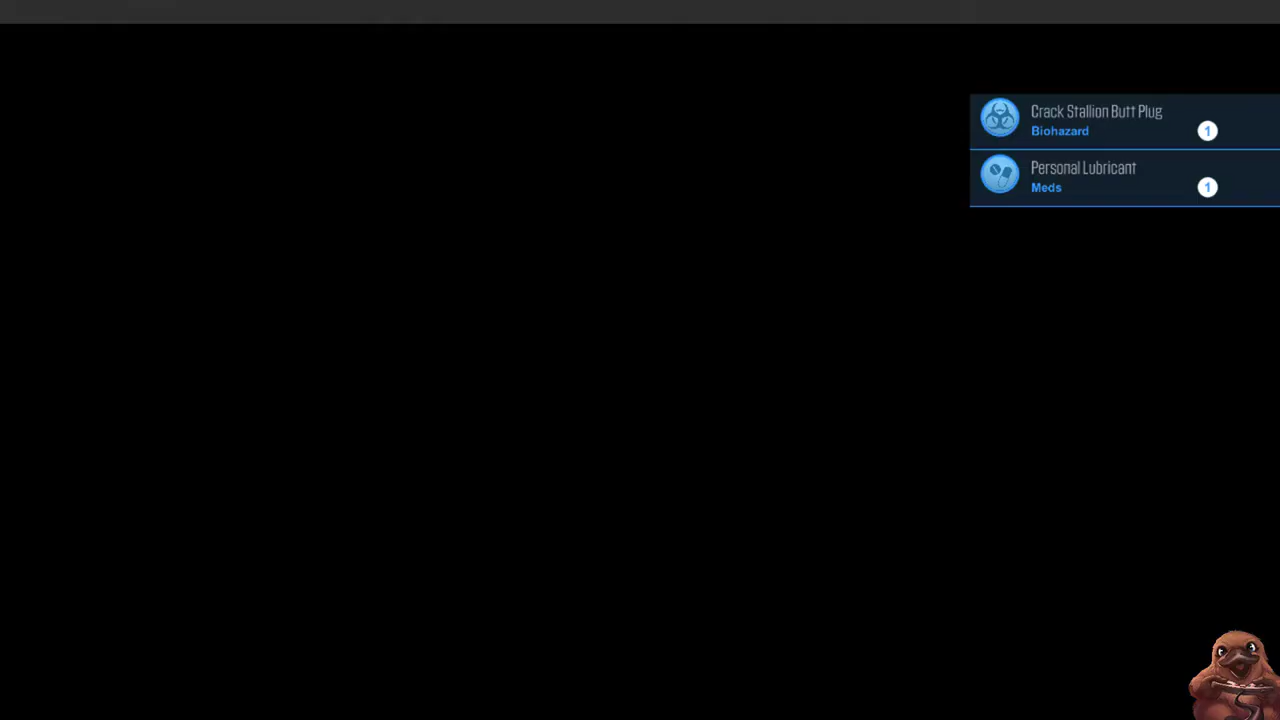 Crack Stallion Butt Plug
Biohazard
1
Personal Lubricant
Meds
1